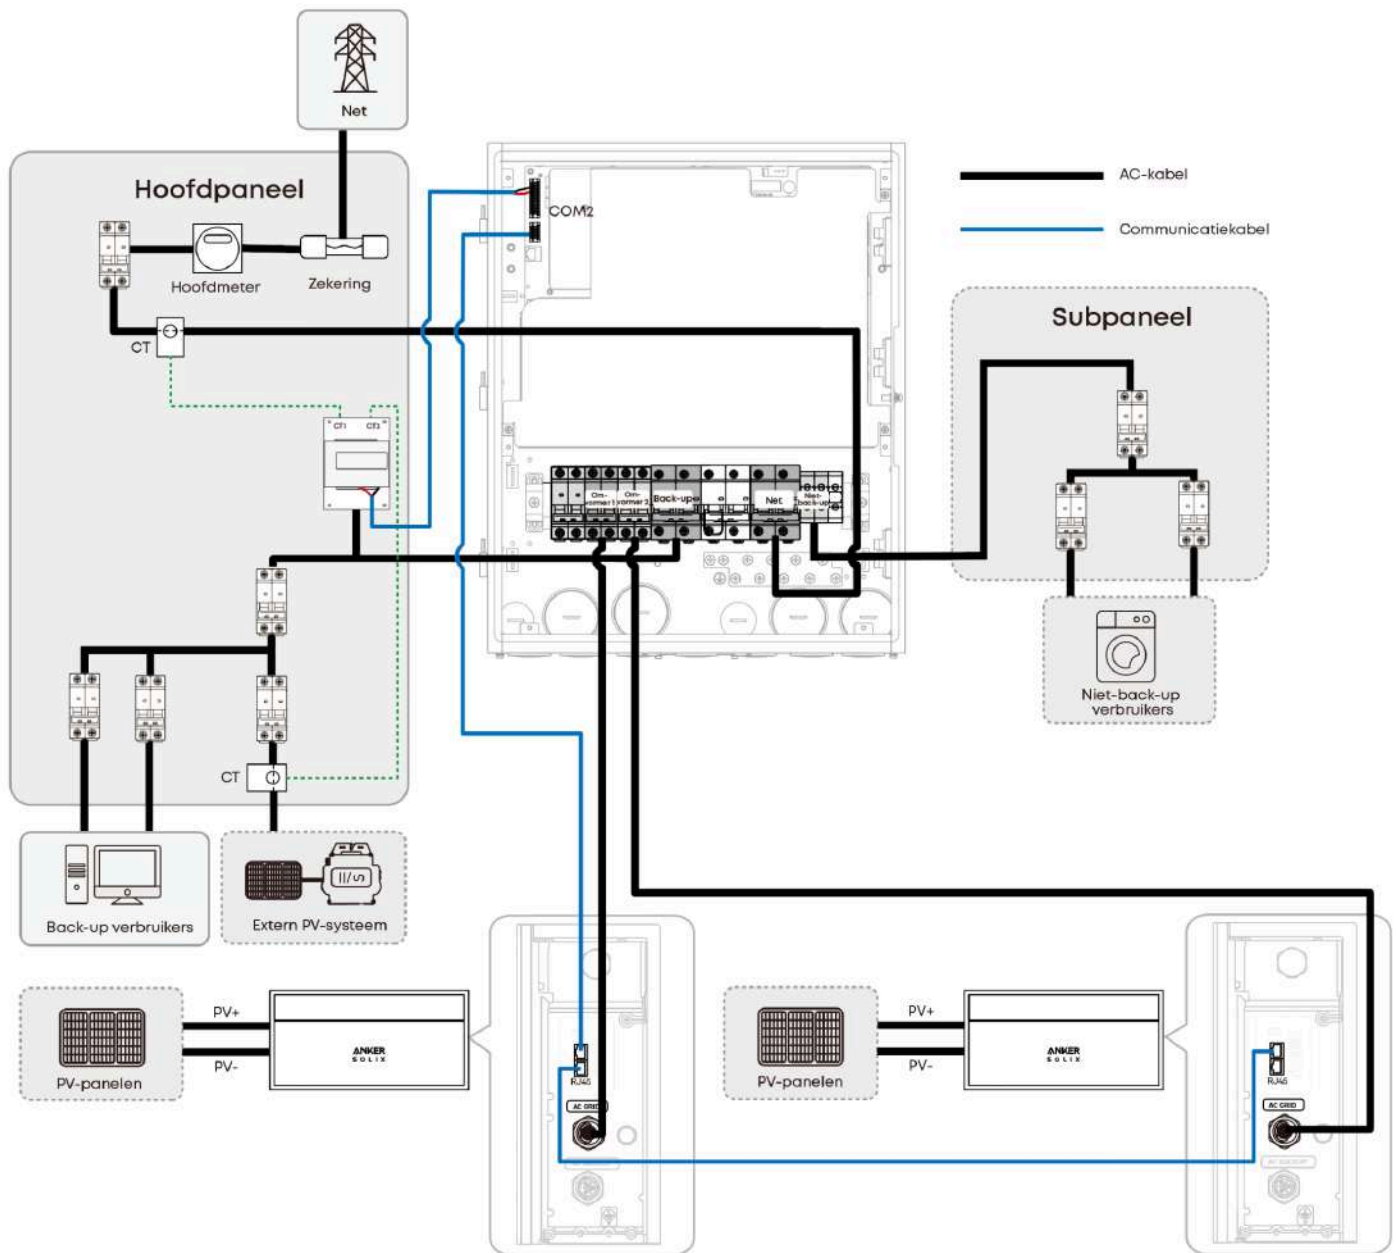 Net
Hoofdpaneel
AC-kabel
COM2
Communicatiekabel
Hoofdmeter
Zekering
Subpaneel
CT
CT1
CT2
Om-
vormer 1
Om-
vormer 2
Back-up
Net
Niet-
back-up
Niet-back-up
verbruikers
CT
Back-up verbruikers
Extern PV-systeem
PV+
PV-
PV-panelen
ANKER
SOLIX
RJ45
AC GRID
PV+
PV-
PV-panelen
ANKER
SOLIX
RJ45
AC GRID